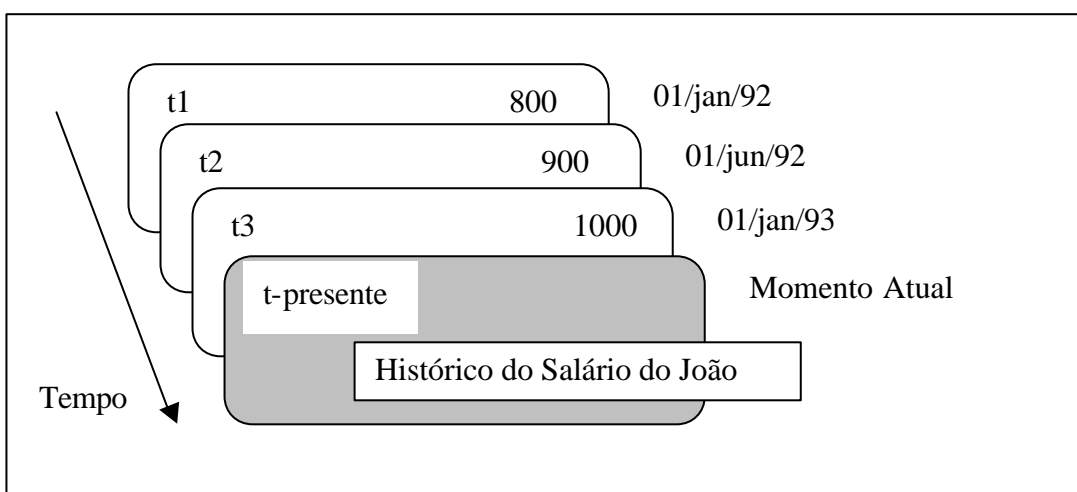 t1 800 01/jan/92
t2 900 01/jun/92
t3 1000 01/jan/93
t-presente Momento Atual
Histórico do Salário do João
Tempo